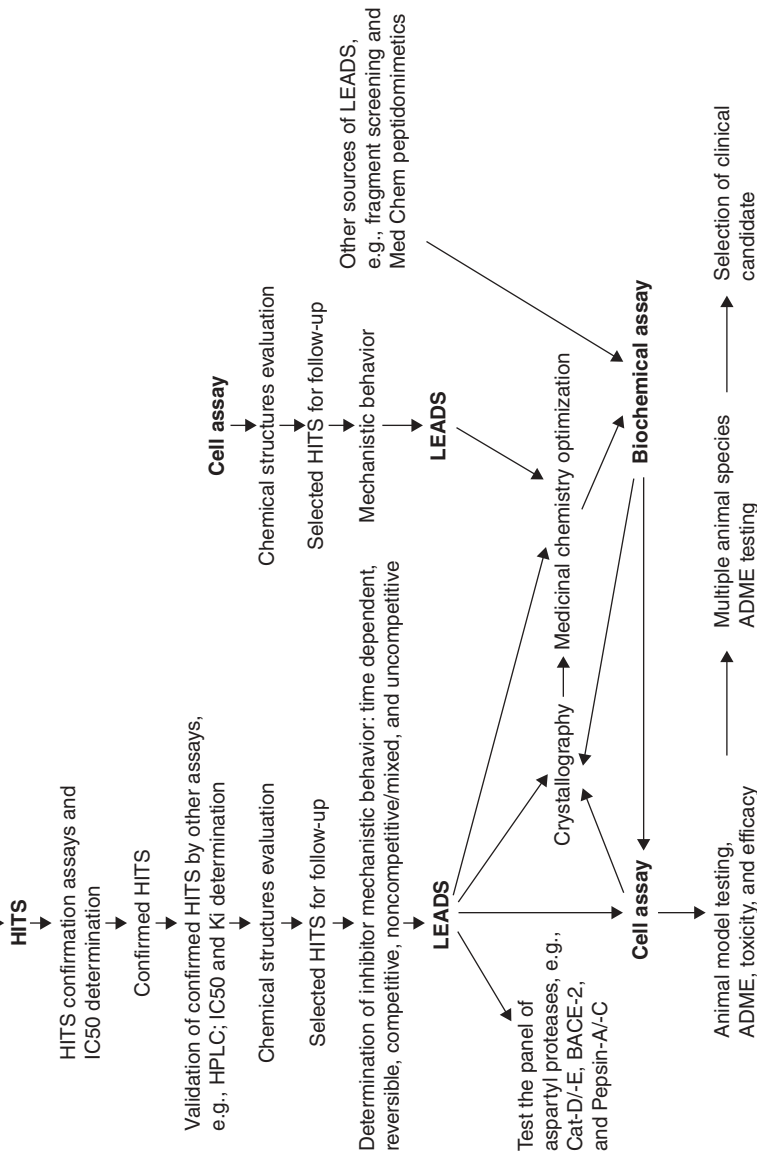 HITS
HITS confirmation assays and
IC50 determination
Confirmed HITS
Validation of confirmed HITS by other assays,
e.g., HPLC; IC50 and Ki determination
Chemical structures evaluation
Selected HITS for follow-up
Determination of inhibitor mechanistic behavior: time dependent,
reversible, competitive, noncompetitive/mixed, and uncompetitive
LEADS
Cell assay
Chemical structures evaluation
Selected HITS for follow-up
Mechanistic behavior
LEADS
Other sources of LEADS,
e.g., fragment screening and
Med Chem peptidomimetics
Test the panel of
aspartyl proteases, e.g.,
Cat-D/-E, BACE-2,
and Pepsin-A/-C
Crystallography
Medicinal chemistry optimization
Cell assay
Biochemical assay
Animal model testing,
ADME, toxicity, and efficacy
Multiple animal species
ADME testing
Selection of clinical
candidate